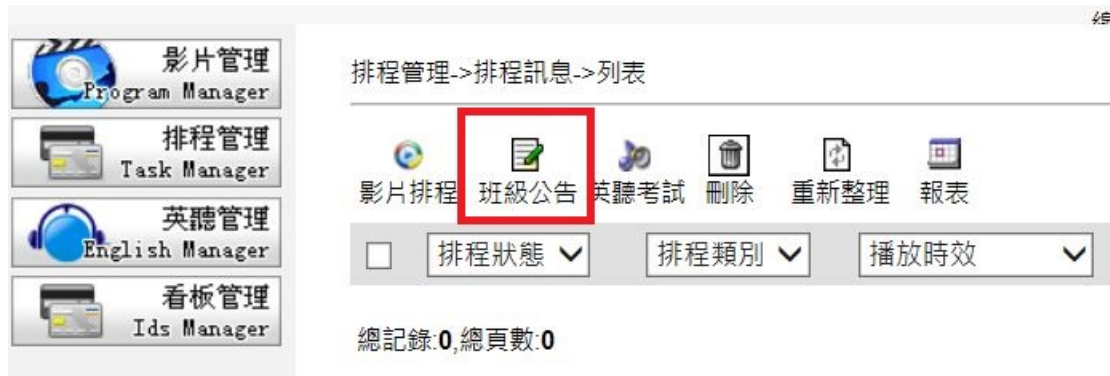 影片管理
Program Manager
排程管理
Task Manager
英聽管理
English Manager
看板管理
Ids Manager
排程管理->排程訊息->列表
影片排程 班級公告 英聽考試 刪除 重新整理 報表
排程狀態 排程類別 播放時效
總記錄:0,總頁數:0